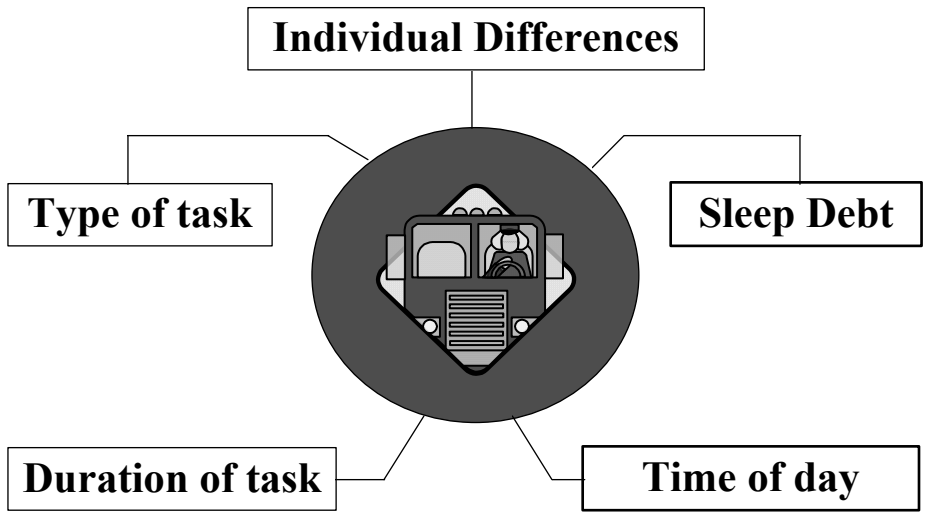 Individual Differences
Type of task
Sleep Debt
Duration of task
Time of day